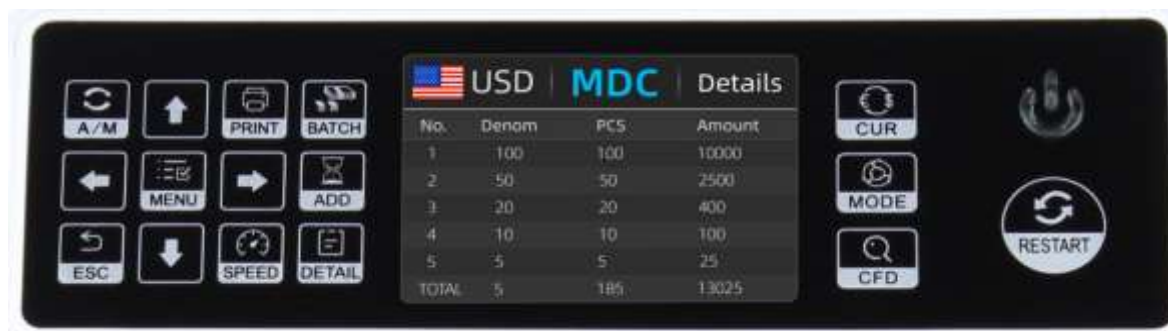 A/M
PRINT
BATCH
MENU
ADD
ESC
SPEED
DETAIL
USD MDC Details
No. Denom PCS Amount
1 100 100 10000
2 50 50 2500
3 20 20 400
4 10 10 100
5 5 5 25
TOTAL 5 185 13025
CUR
MODE
CFD
RESTART